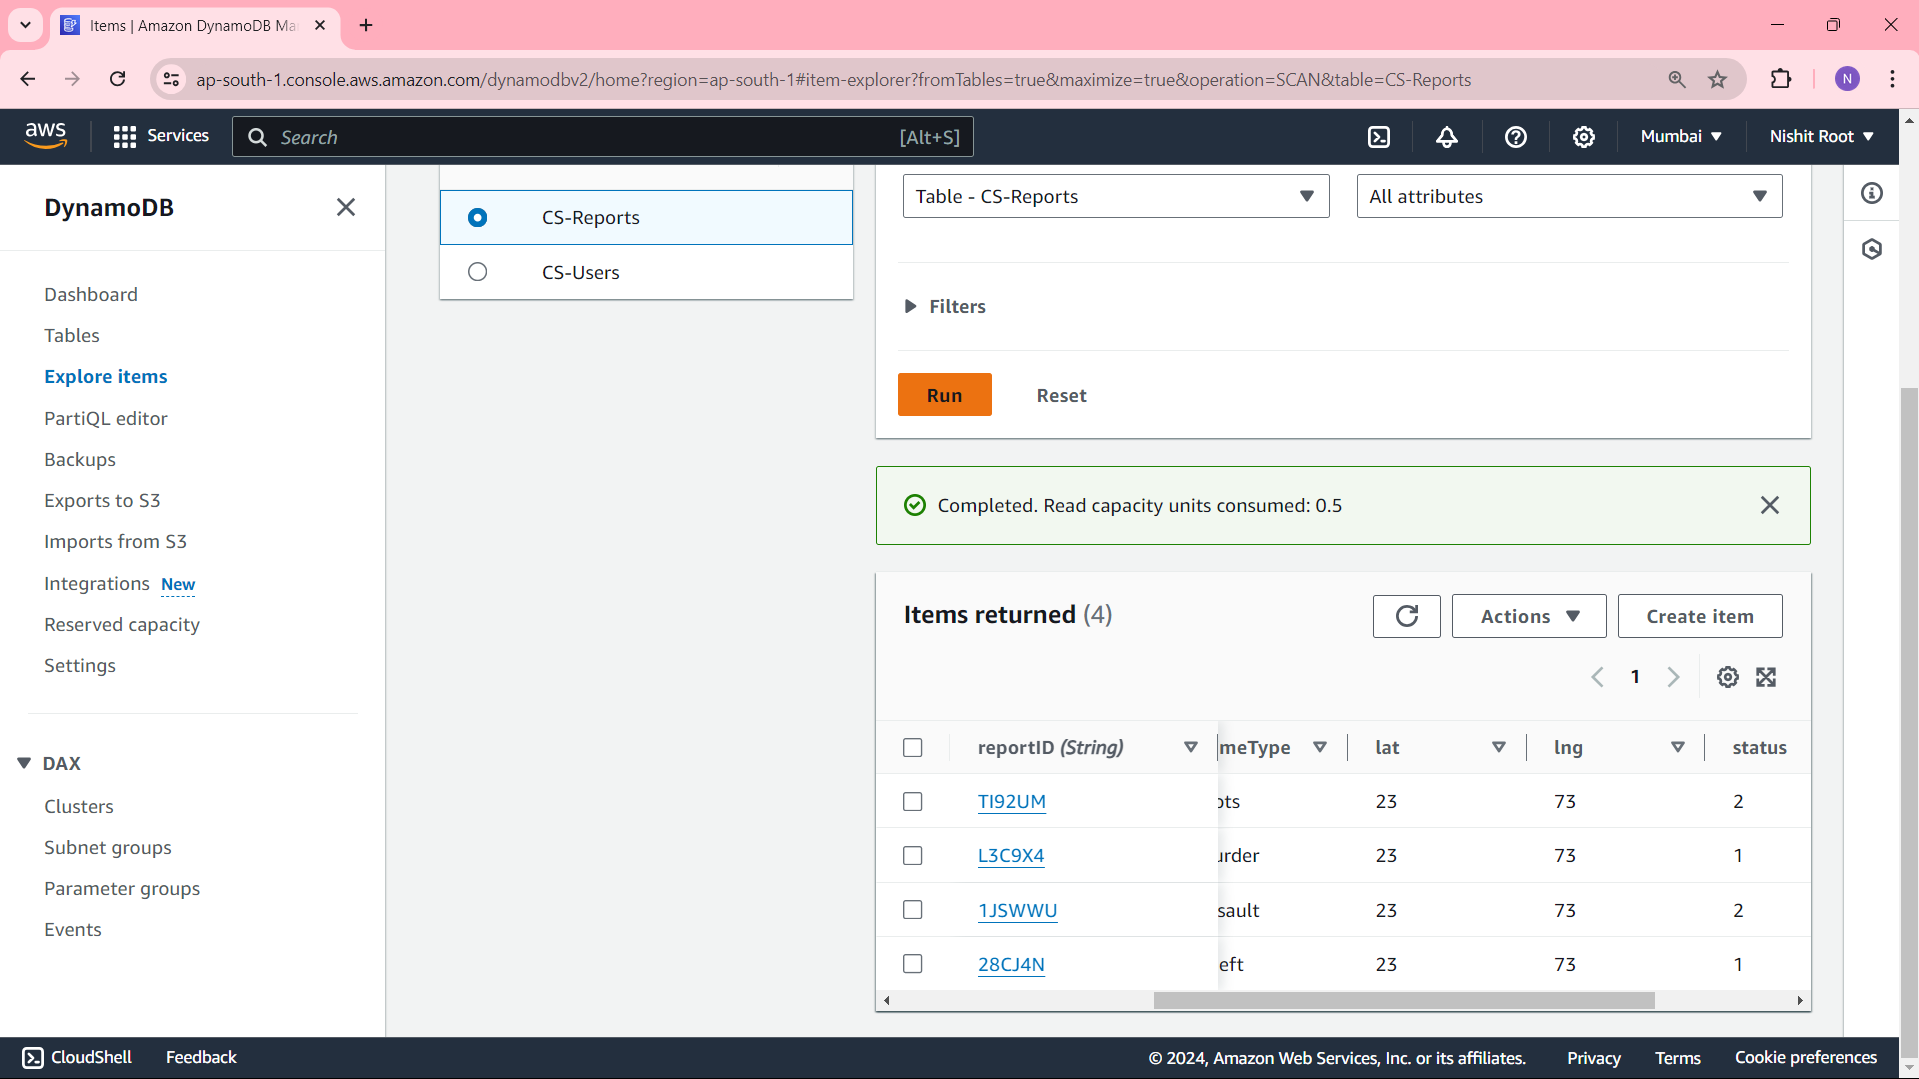 Items | Amazon DynamoDB Ma
ap-south-1.console.aws.amazon.com/dynamodbv2/home?region=ap-south-1#item-explorer?fromTables=true&maximize=true&operation=SCAN&table=CS-Reports
N
aws
Services
Search
[Alt+S]
Mumbai
Nishit Root
DynamoDB
Dashboard
Tables
Explore items
PartiQL editor
Backups
Exports to S3
Imports from S3
Integrations New
Reserved capacity
Settings
DAX
Clusters
Subnet groups
Parameter groups
Events
CS-Reports
CS-Users
Table - CS-Reports
All attributes
Filters
Run
Reset
Completed. Read capacity units consumed: 0.5
Items returned (4)
Actions
Create item
1
reportID (String) meType lat lng status
TI92UM ots 23 73 2
L3C9X4 urder 23 73 1
1JSWWU sault 23 73 2
28CJ4N eft 23 73 1
CloudShell
Feedback
© 2024, Amazon Web Services, Inc. or its affiliates.
Privacy
Terms
Cookie preferences